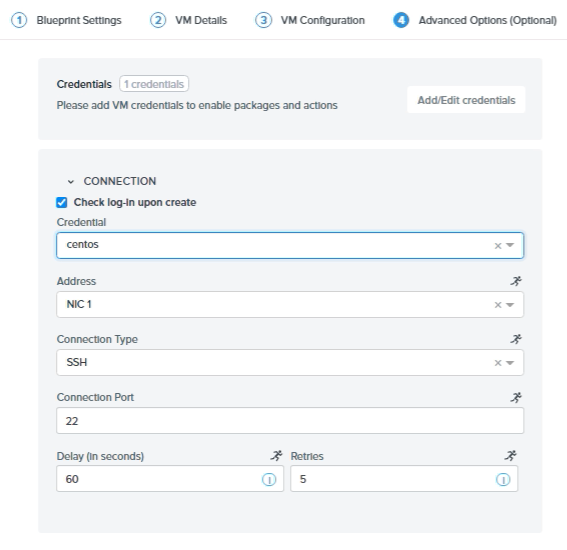 1 Blueprint Settings 2 VM Details 3 VM Configuration 4 Advanced Options (Optional)
Credentials 1 credentials
Please add VM credentials to enable packages and actions
Add/Edit credentials
CONNECTION
Check log-in upon create
Credential
centos
Address
NIC 1
Connection Type
SSH
Connection Port
22
Delay (in seconds) Retries
60 5